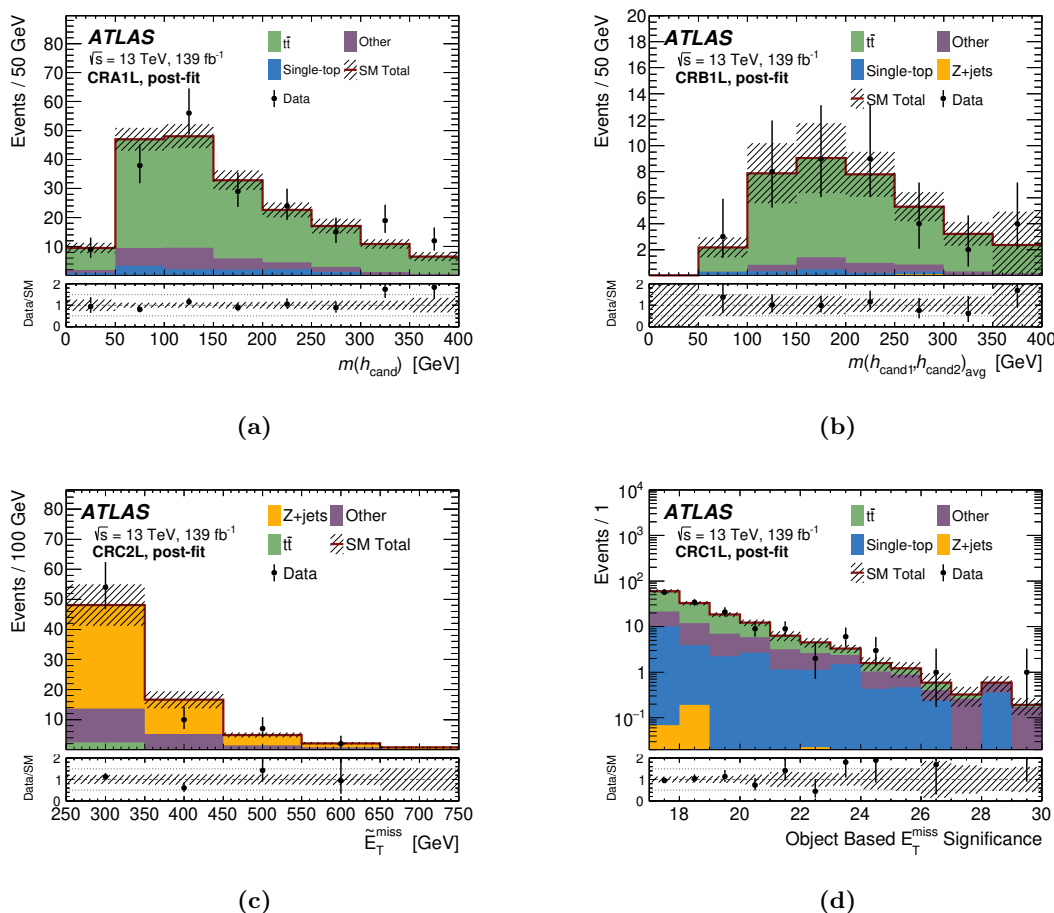 ATLAS
√s = 13 TeV, 139 fb⁻¹
CRA1L, post-fit
tt̄
Other
Single-top
SM Total
Data
Events / 50 GeV
90
80
70
60
50
40
30
20
10
Data/SM
2
1
0
0 50 100 150 200 250 300 350 400
m(h_cand) [GeV]
(a)
ATLAS
√s = 13 TeV, 139 fb⁻¹
CRB1L, post-fit
tt̄
Other
Single-top
Z+jets
SM Total
Data
Events / 50 GeV
20
18
16
14
12
10
8
6
4
2
Data/SM
2
1
0
0 50 100 150 200 250 300 350 400
m(h_cand1,h_cand2)_avg [GeV]
(b)
ATLAS
√s = 13 TeV, 139 fb⁻¹
CRC2L, post-fit
Z+jets
Other
tt̄
SM Total
Data
Events / 100 GeV
80
70
60
50
40
30
20
10
Data/SM
2
1
0
250 300 350 400 450 500 550 600 650 700 750
Ẽ_T^miss [GeV]
(c)
ATLAS
√s = 13 TeV, 139 fb⁻¹
CRC1L, post-fit
tt̄
Other
Single-top
Z+jets
SM Total
Data
Events / 1
10⁴
10³
10²
10
1
10⁻¹
Data/SM
2
1
0
18 20 22 24 26 28 30
Object Based E_T^miss Significance
(d)